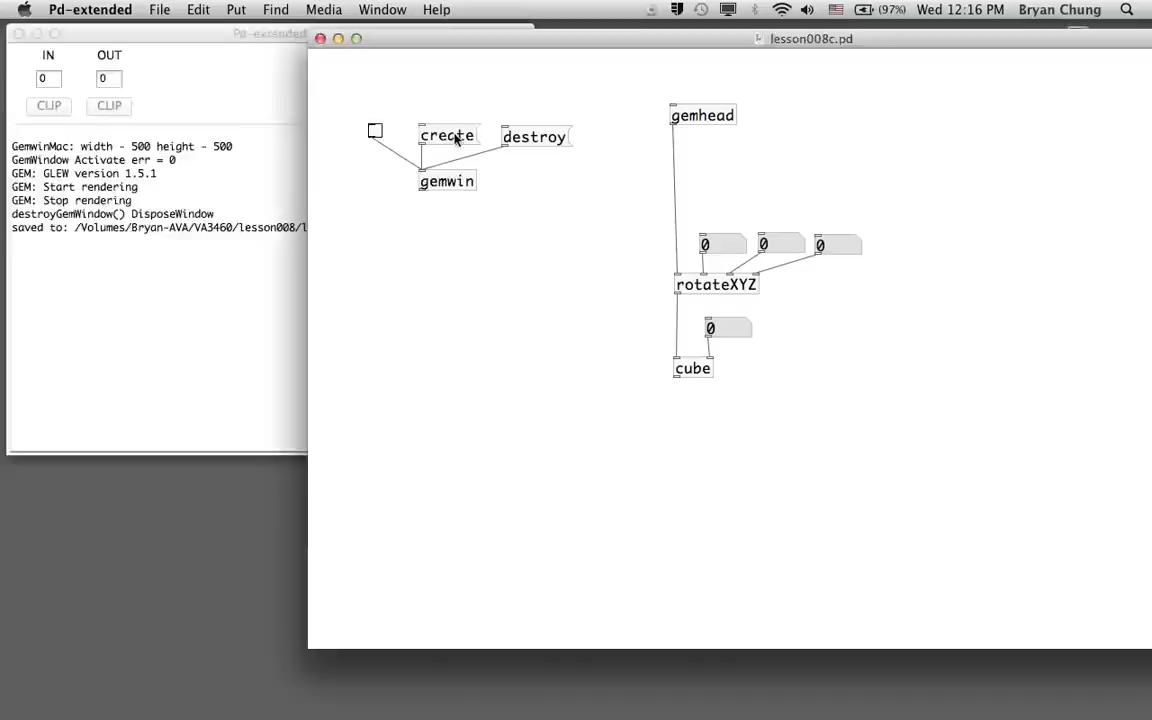 Pd-extended File Edit Put Find Media Window Help (97%) Wed 12:16 PM Bryan Chung
Pd-extended
lesson008c.pd
IN OUT
0 0
CLIP CLIP
GemwinMac: width - 500 height - 500
GemWindow Activate err = 0
GEM: GLEW version 1.5.1
GEM: Start rendering
GEM: Stop rendering
destroyGemWindow() DisposeWindow
saved to: /Volumes/Bryan-AVA/VA3460/lesson008/l
create destroy
gemwin
gemhead
0 0 0
rotateXYZ
0
cube